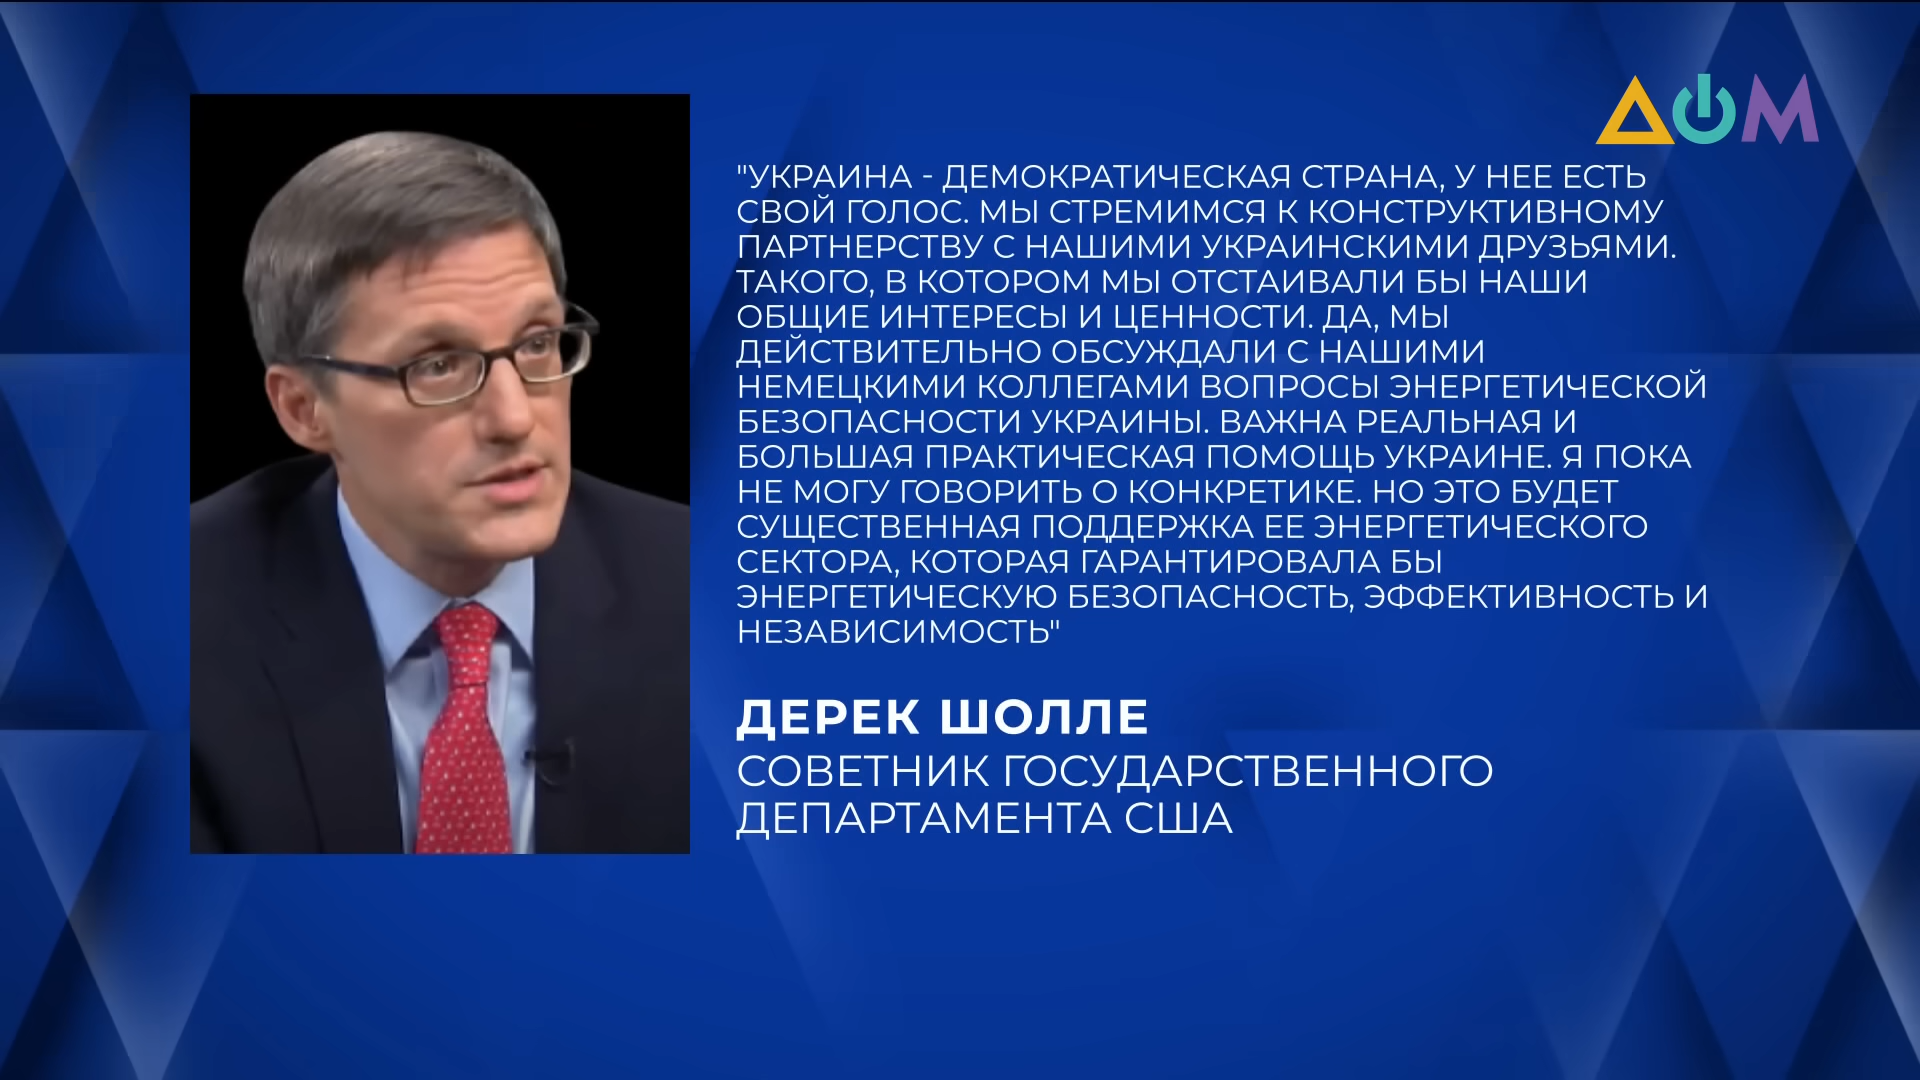 ДОМ
"УКРАИНА - ДЕМОКРАТИЧЕСКАЯ СТРАНА, У НЕЕ ЕСТЬ
СВОЙ ГОЛОС. МЫ СТРЕМИМСЯ К КОНСТРУКТИВНОМУ
ПАРТНЕРСТВУ С НАШИМИ УКРАИНСКИМИ ДРУЗЬЯМИ.
ТАКОГО, В КОТОРОМ МЫ ОТСТАИВАЛИ БЫ НАШИ
ОБЩИЕ ИНТЕРЕСЫ И ЦЕННОСТИ. ДА, МЫ
ДЕЙСТВИТЕЛЬНО ОБСУЖДАЛИ С НАШИМИ
НЕМЕЦКИМИ КОЛЛЕГАМИ ВОПРОСЫ ЭНЕРГЕТИЧЕСКОЙ
БЕЗОПАСНОСТИ УКРАИНЫ. ВАЖНА РЕАЛЬНАЯ И
БОЛЬШАЯ ПРАКТИЧЕСКАЯ ПОМОЩЬ УКРАИНЕ. Я ПОКА
НЕ МОГУ ГОВОРИТЬ О КОНКРЕТИКЕ. НО ЭТО БУДЕТ
СУЩЕСТВЕННАЯ ПОДДЕРЖКА ЕЕ ЭНЕРГЕТИЧЕСКОГО
СЕКТОРА, КОТОРАЯ ГАРАНТИРОВАЛА БЫ
ЭНЕРГЕТИЧЕСКУЮ БЕЗОПАСНОСТЬ, ЭФФЕКТИВНОСТЬ И
НЕЗАВИСИМОСТЬ"
ДЕРЕК ШОЛЛЕ
СОВЕТНИК ГОСУДАРСТВЕННОГО
ДЕПАРТАМЕНТА США